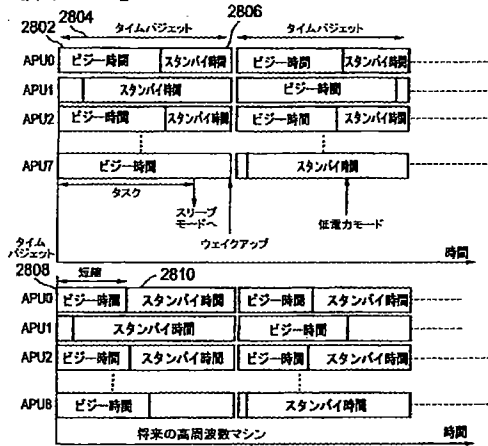 2802 2804 タイムバジェット 2806 タイムバジェット
APU0 ビジー時間 スタンバイ時間 ビジー時間 スタンバイ時間
APU1 スタンバイ時間 ビジー時間
APU2 ビジー時間 スタンバイ時間 ビジー時間 スタンバイ時間
APU7 ビジー時間 スタンバイ時間
タスク
スリープ
モードへ
ウェイクアップ
低電力モード
タイム
バジェット
時間
2808 短縮 2810
APU0 ビジー時間 スタンバイ時間 ビジー時間 スタンバイ時間
APU1 スタンバイ時間 ビジー時間
APU2 ビジー時間 スタンバイ時間 ビジー時間 スタンバイ時間
APU8 ビジー時間 スタンバイ時間
将来の高周波数マシン 時間